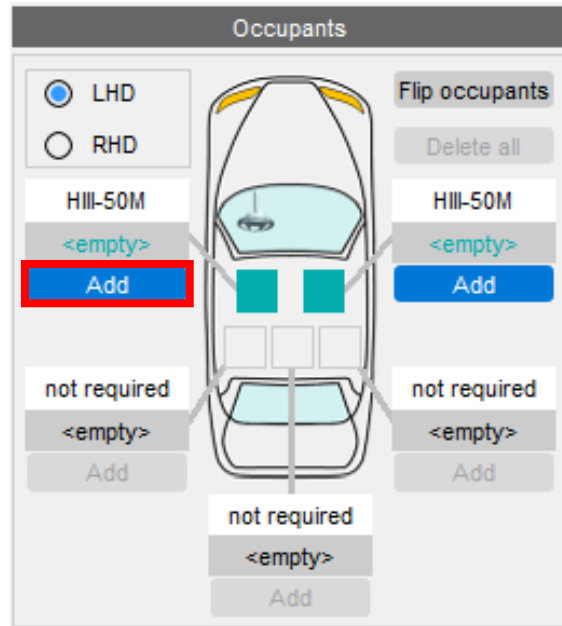 Occupants
LHD
Flip occupants
RHD
Delete all
HIII-50M
HIII-50M
<empty>
<empty>
Add
Add
not required
not required
<empty>
<empty>
Add
Add
not required
<empty>
Add